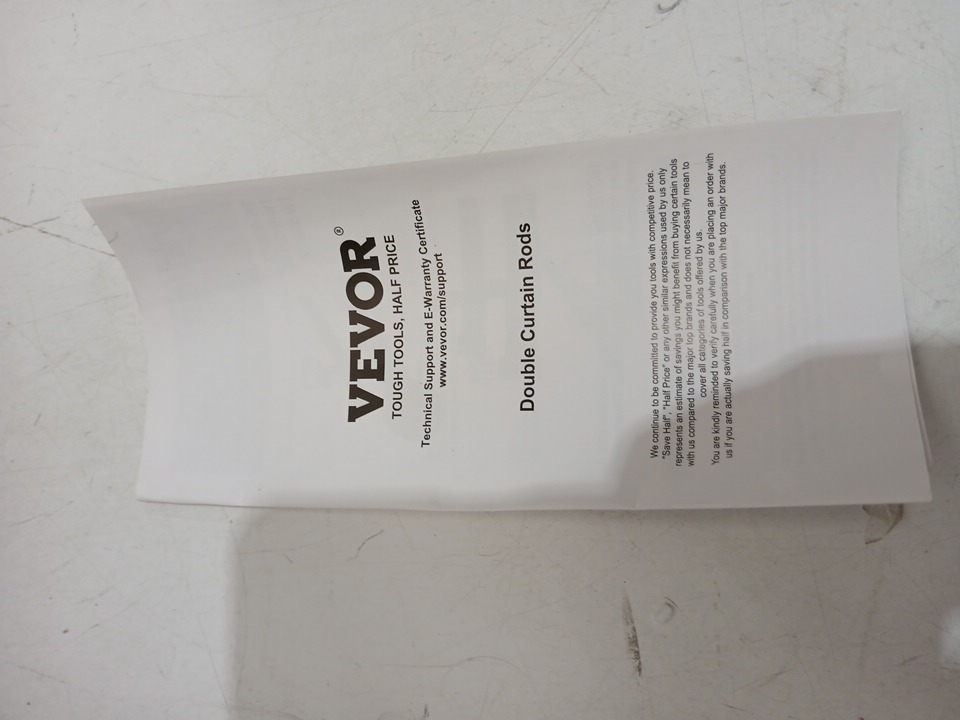 VEVOR®
TOUGH TOOLS, HALF PRICE
Technical Support and E-Warranty Certificate
www.vevor.com/support
Double Curtain Rods
We continue to be committed to provide you tools with competitive price.
"Save Half", "Half Price" or any other similar expressions used by us only
represents an estimate of savings you might benefit from buying certain tools
with us compared to the major top brands and does not necessarily mean to
cover all categories of tools offered by us.
You are kindly reminded to verify carefully when you are placing an order with
us if you are actually saving half in comparison with the top major brands.